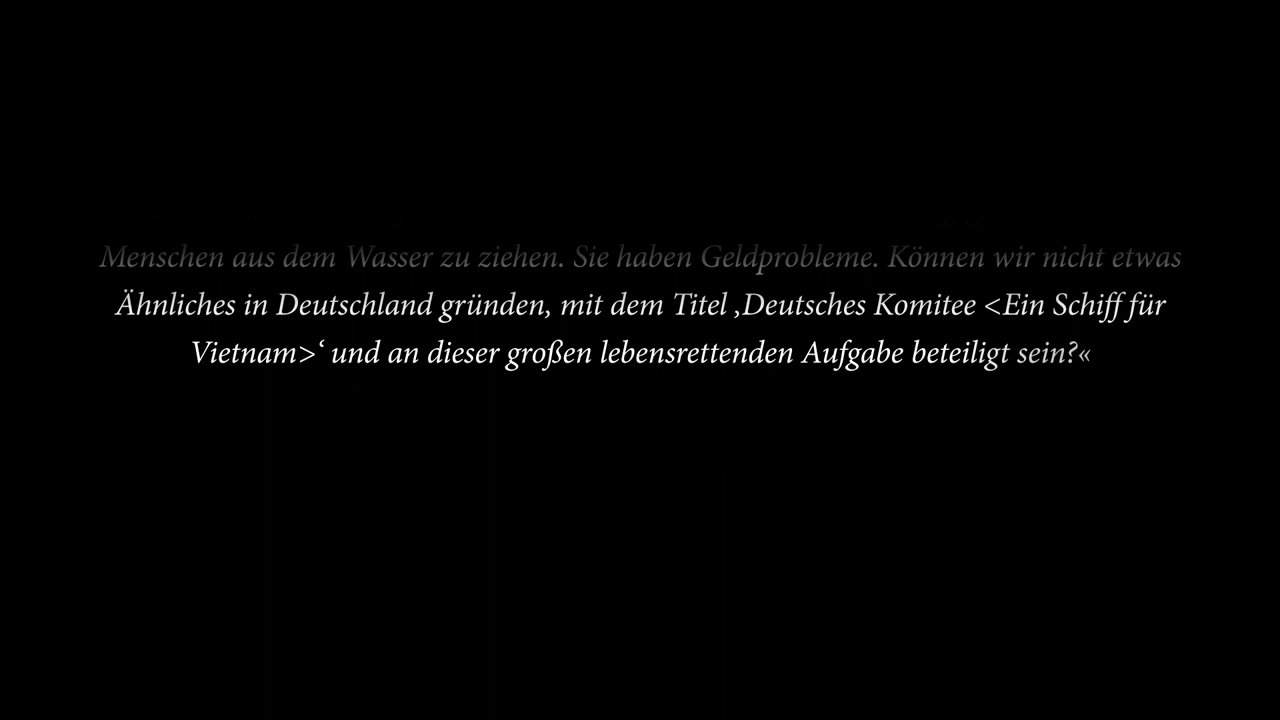 Menschen aus dem Wasser zu ziehen. Sie haben Geldprobleme. Können wir nicht etwas
Ähnliches in Deutschland gründen, mit dem Titel ‚Deutsches Komitee <Ein Schiff für
Vietnam>‘ und an dieser großen lebensrettenden Aufgabe beteiligt sein?«